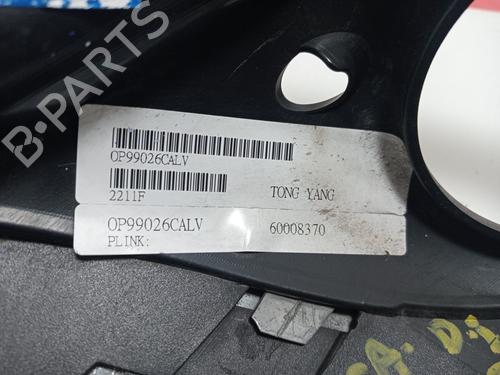 OP99026CALV
2211F TONG YANG
OP99026CALV 60008370
PLINK:
B-PARTS